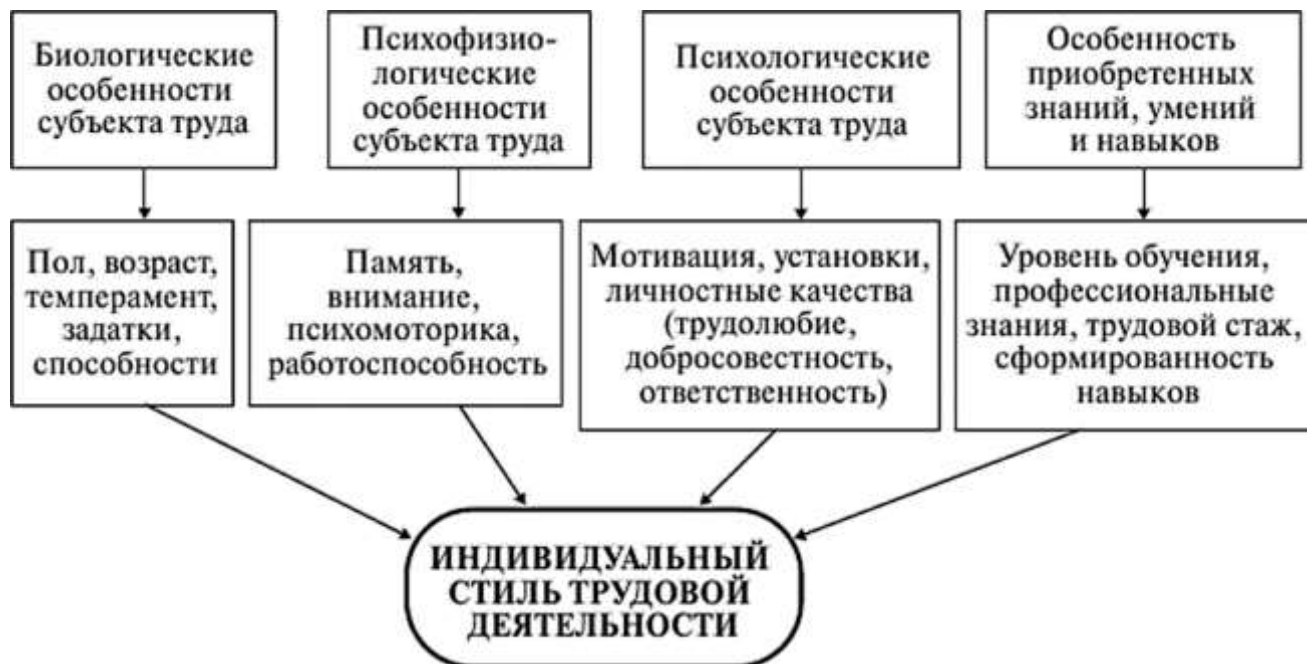 Биологические
особенности
субъекта труда
Психофизио-
логические
особенности
субъекта труда
Психологические
особенности
субъекта труда
Особенность
приобретенных
знаний, умений
и навыков
Пол, возраст,
темперамент,
задатки,
способности
Память,
внимание,
психомоторика,
работоспособность
Мотивация, установки,
личностные качества
(трудолюбие,
добросовестность,
ответственность)
Уровень обучения,
профессиональные
знания, трудовой стаж,
сформированность
навыков
ИНДИВИДУАЛЬНЫЙ
СТИЛЬ ТРУДОВОЙ
ДЕЯТЕЛЬНОСТИ